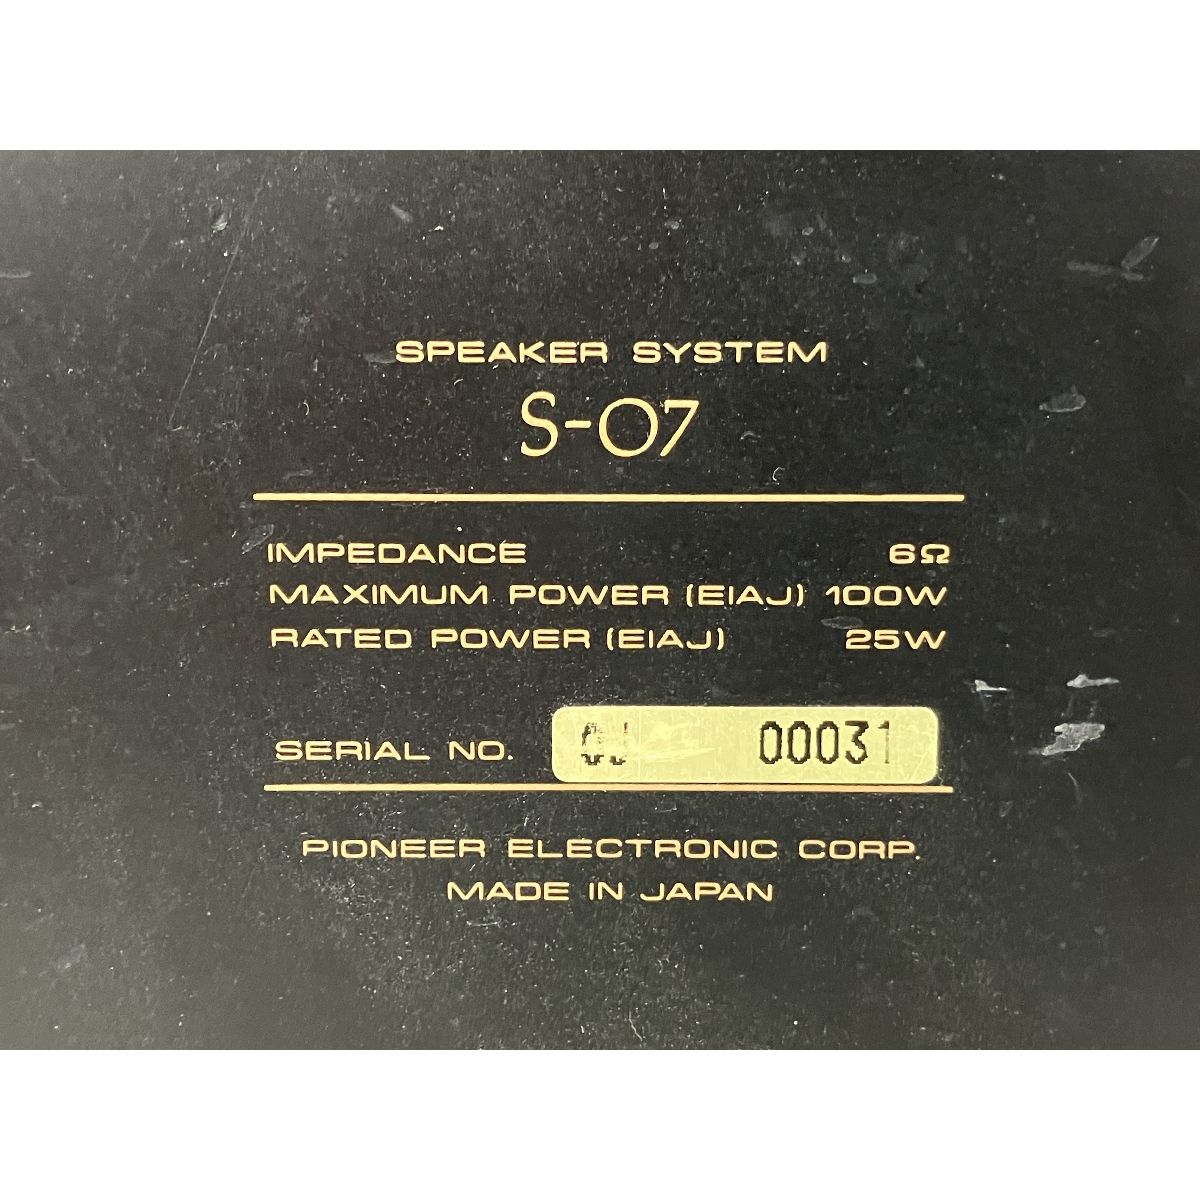 SPEAKER SYSTEM
S-07
IMPEDANCE 6Ω
MAXIMUM POWER (EIAJ) 100W
RATED POWER (EIAJ) 25W
SERIAL NO. 00031
PIONEER ELECTRONIC CORP.
MADE IN JAPAN